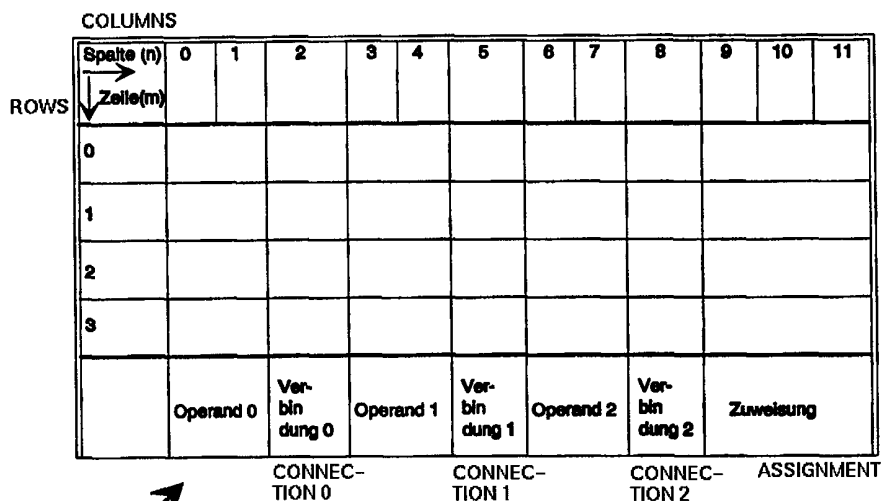 COLUMNS
Spalte (n) 0 1 2 3 4 5 6 7 8 9 10 11
ROWS Zeile(m)
0
1
2
3
Operand 0 Ver-bin dung 0 Operand 1 Ver-bin dung 1 Operand 2 Ver-bin dung 2 Zuweisung
CONNEC-TION 0 CONNEC-TION 1 CONNEC-TION 2 ASSIGNMENT